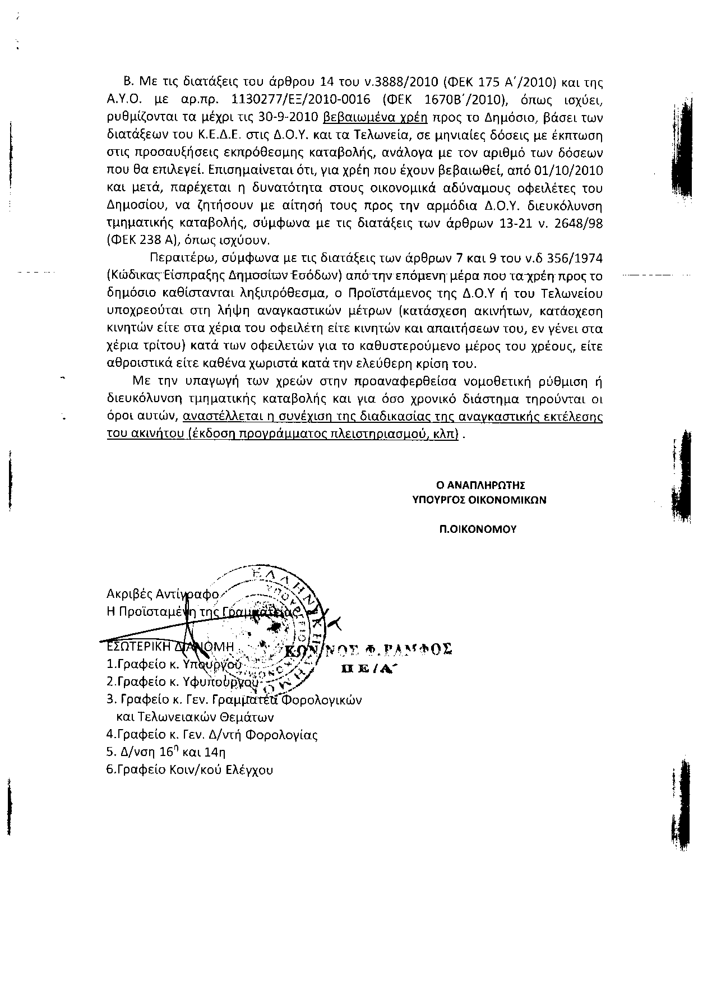 Β. Με τις διατάξεις του άρθρου 14 του ν.3888/2010 (ΦΕΚ 175 Α΄/2010) και της
Α.Υ.Ο. με αρ.πρ. 1130277/ΕΞ/2010-0016 (ΦΕΚ 1670Β΄/2010), όπως ισχύει,
ρυθμίζονται τα μέχρι τις 30-9-2010 βεβαιωμένα χρέη προς το Δημόσιο, βάσει των
διατάξεων του Κ.Ε.Δ.Ε. στις Δ.Ο.Υ. και τα Τελωνεία, σε μηνιαίες δόσεις με έκπτωση
στις προσαυξήσεις εκπρόθεσμης καταβολής, ανάλογα με τον αριθμό των δόσεων
που θα επιλεγεί. Επισημαίνεται ότι, για χρέη που έχουν βεβαιωθεί, από 01/10/2010
και μετά, παρέχεται η δυνατότητα στους οικονομικά αδύναμους οφειλέτες του
Δημοσίου, να ζητήσουν με αίτησή τους προς την αρμόδια Δ.Ο.Υ. διευκόλυνση
τμηματικής καταβολής, σύμφωνα με τις διατάξεις των άρθρων 13-21 ν. 2648/98
(ΦΕΚ 238 Α), όπως ισχύουν.
Περαιτέρω, σύμφωνα με τις διατάξεις των άρθρων 7 και 9 του ν.δ 356/1974
(Κώδικας Είσπραξης Δημοσίων Εσόδων) από την επόμενη μέρα που τα χρέη προς το
δημόσιο καθίστανται ληξιπρόθεσμα, ο Προϊστάμενος της Δ.Ο.Υ ή του Τελωνείου
υποχρεούται στη λήψη αναγκαστικών μέτρων (κατάσχεση ακινήτων, κατάσχεση
κινητών είτε στα χέρια του οφειλέτη είτε κινητών και απαιτήσεων του, εν γένει στα
χέρια τρίτου) κατά των οφειλετών για το καθυστερούμενο μέρος του χρέους, είτε
αθροιστικά είτε καθένα χωριστά κατά την ελεύθερη κρίση του.
Με την υπαγωγή των χρεών στην προαναφερθείσα νομοθετική ρύθμιση ή
διευκόλυνση τμηματικής καταβολής και για όσο χρονικό διάστημα τηρούνται οι
όροι αυτών, αναστέλλεται η συνέχιση της διαδικασίας της αναγκαστικής εκτέλεσης
του ακινήτου (έκδοση προγράμματος πλειστηριασμού, κλπ) .
Ο ΑΝΑΠΛΗΡΩΤΗΣ
ΥΠΟΥΡΓΟΣ ΟΙΚΟΝΟΜΙΚΩΝ
Π.ΟΙΚΟΝΟΜΟΥ
Ακριβές Αντίγραφο
Η Προϊσταμένη της Γραμματείας
ΕΣΩΤΕΡΙΚΗ ΔΙΑΝΟΜΗ
ΚΩΝ/ΝΟΣ Φ. ΡΑΜΦΟΣ
ΠΕ/Α΄
1.Γραφείο κ. Υπουργού
2.Γραφείο κ. Υφυπουργού
3. Γραφείο κ. Γεν. Γραμματέα Φορολογικών
και Τελωνειακών Θεμάτων
4.Γραφείο κ. Γεν. Δ/ντή Φορολογίας
5. Δ/νση 16η και 14η
6.Γραφείο Κοιν/κού Ελέγχου